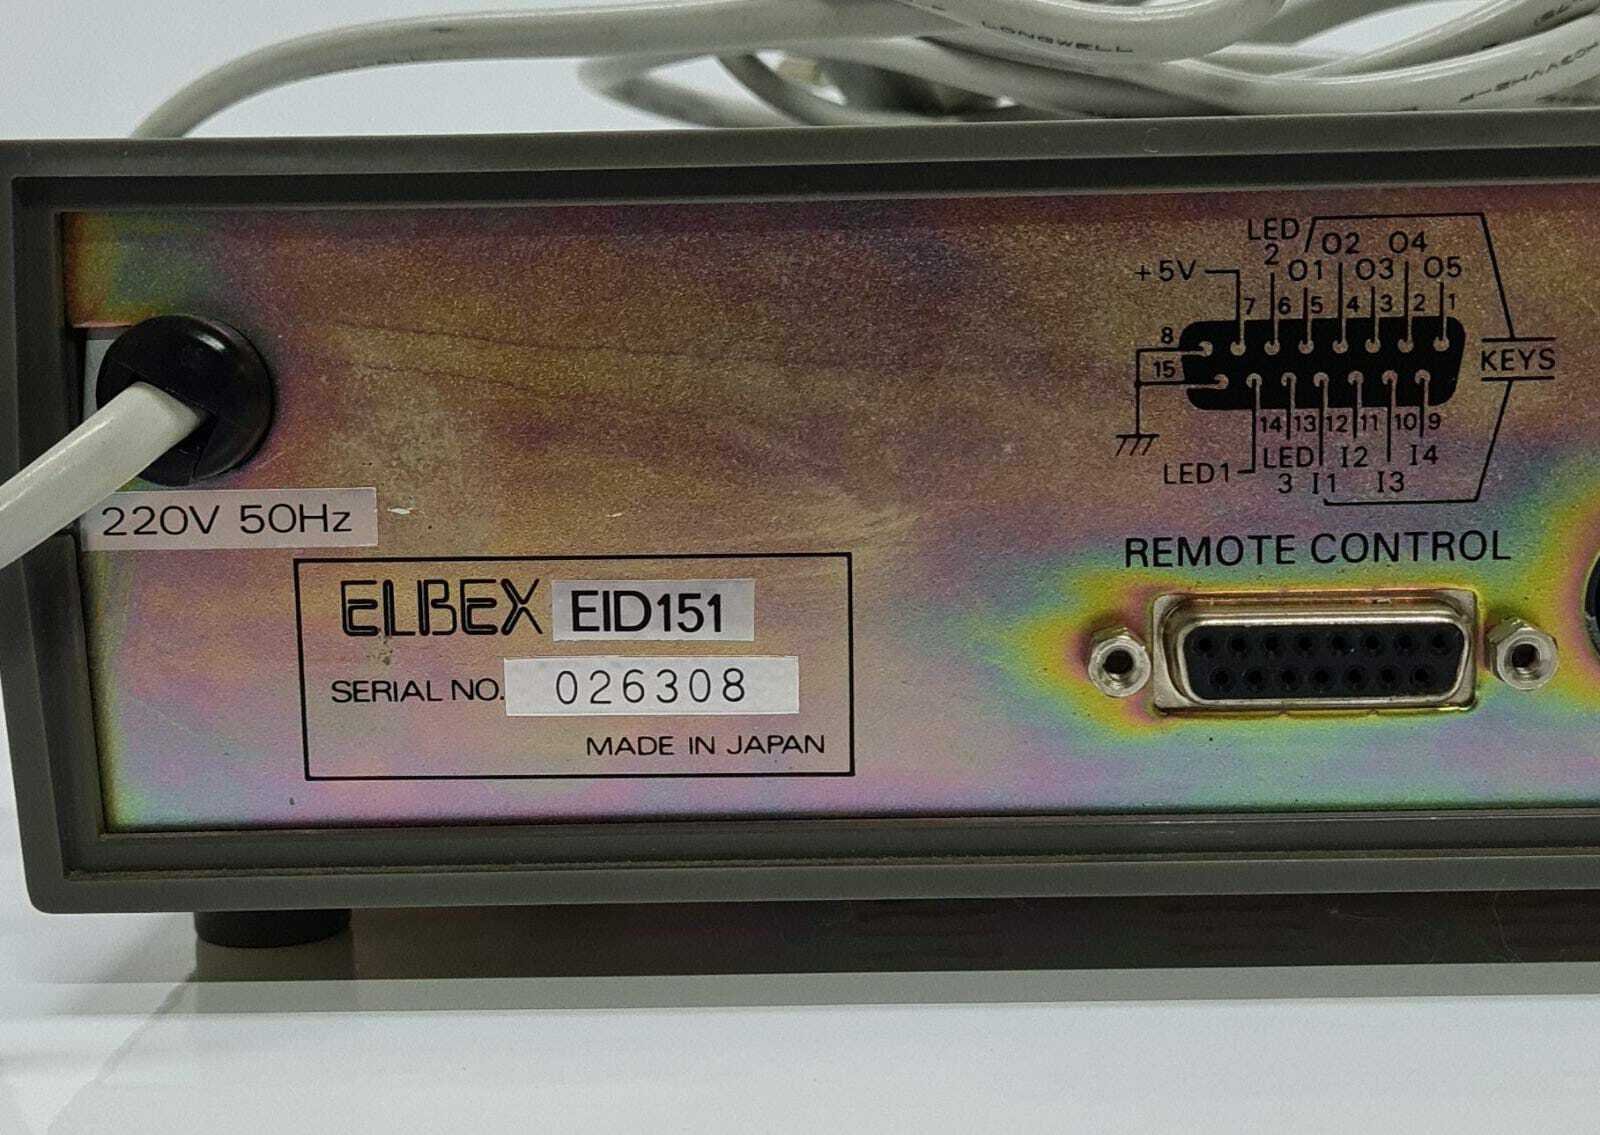 LONGWELL
LED
2
O2 O4
+5V O1 O3 O5
7 6 5 4 3 2 1
8
15
KEYS
14 13 12 11 10 9
LED1 LED I2 I4
3 I1 I3
REMOTE CONTROL
220V 50Hz
ELBEX EID151
SERIAL NO. 026308
MADE IN JAPAN